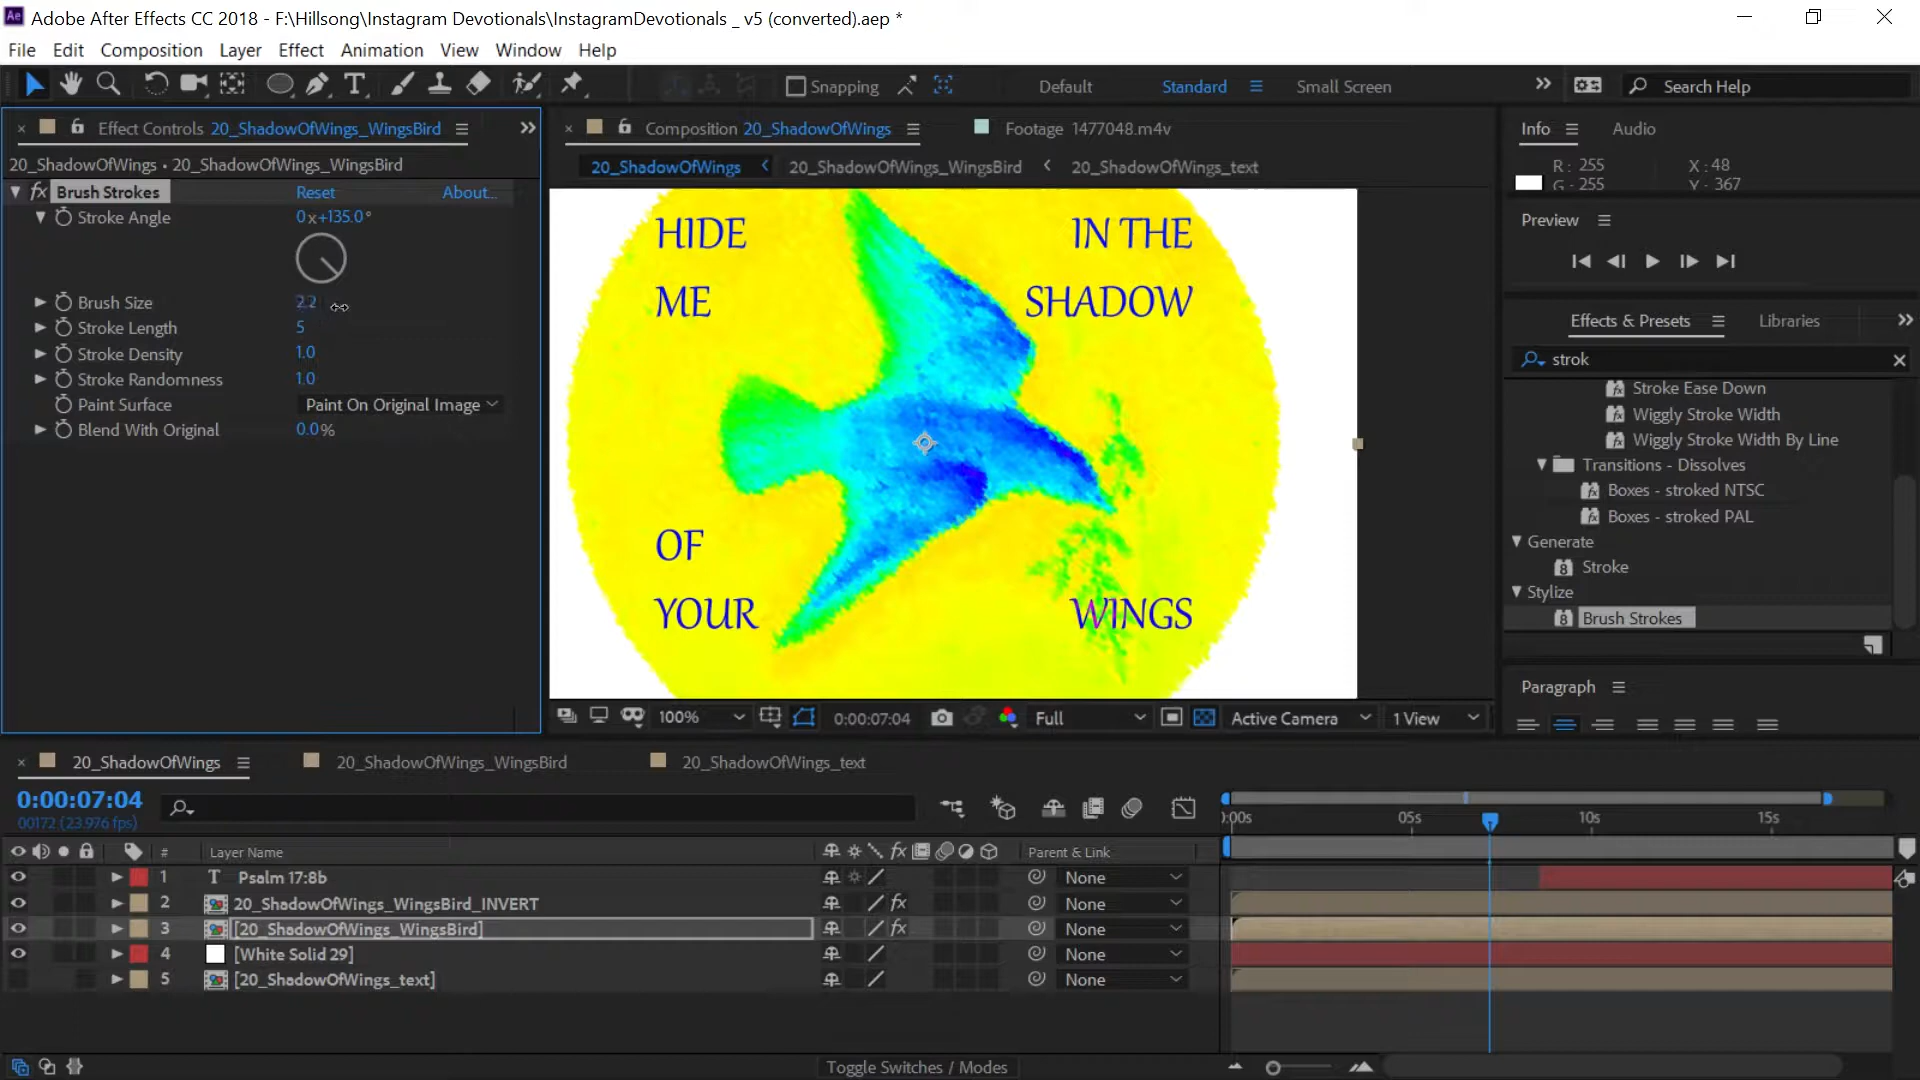 Adobe After Effects CC 2018 - F:\Hillsong\Instagram Devotionals\InstagramDevotionals _ v5 (converted).aep *
File Edit Composition Layer Effect Animation View Window Help
Snapping Default Standard Small Screen Search Help
Effect Controls 20_ShadowOfWings_WingsBird
20_ShadowOfWings • 20_ShadowOfWings_WingsBird
fx Brush Strokes Reset About...
Stroke Angle 0x+135.0°
Brush Size 2.2
Stroke Length 5
Stroke Density 1.0
Stroke Randomness 1.0
Paint Surface Paint On Original Image
Blend With Original 0.0%
Composition 20_ShadowOfWings Footage 1477048.m4v
20_ShadowOfWings 20_ShadowOfWings_WingsBird 20_ShadowOfWings_text
HIDE IN THE
ME SHADOW
OF
YOUR WINGS
100% 0:00:07:04 Full Active Camera 1 View
Info Audio
R: 255 X: 48
G: 255 Y: 367
Preview
Effects & Presets Libraries
strok
Stroke Ease Down
Wiggly Stroke Width
Wiggly Stroke Width By Line
Transitions - Dissolves
Boxes - stroked NTSC
Boxes - stroked PAL
Generate
Stroke
Stylize
Brush Strokes
Paragraph
20_ShadowOfWings 20_ShadowOfWings_WingsBird 20_ShadowOfWings_text
0:00:07:04
00172 (23.976 fps)
05s 10s 15s
# Layer Name fx Parent & Link
1 T Psalm 17:8b None
2 20_ShadowOfWings_WingsBird_INVERT fx None
3 [20_ShadowOfWings_WingsBird] fx None
4 [White Solid 29] None
5 [20_ShadowOfWings_text] None
Toggle Switches / Modes